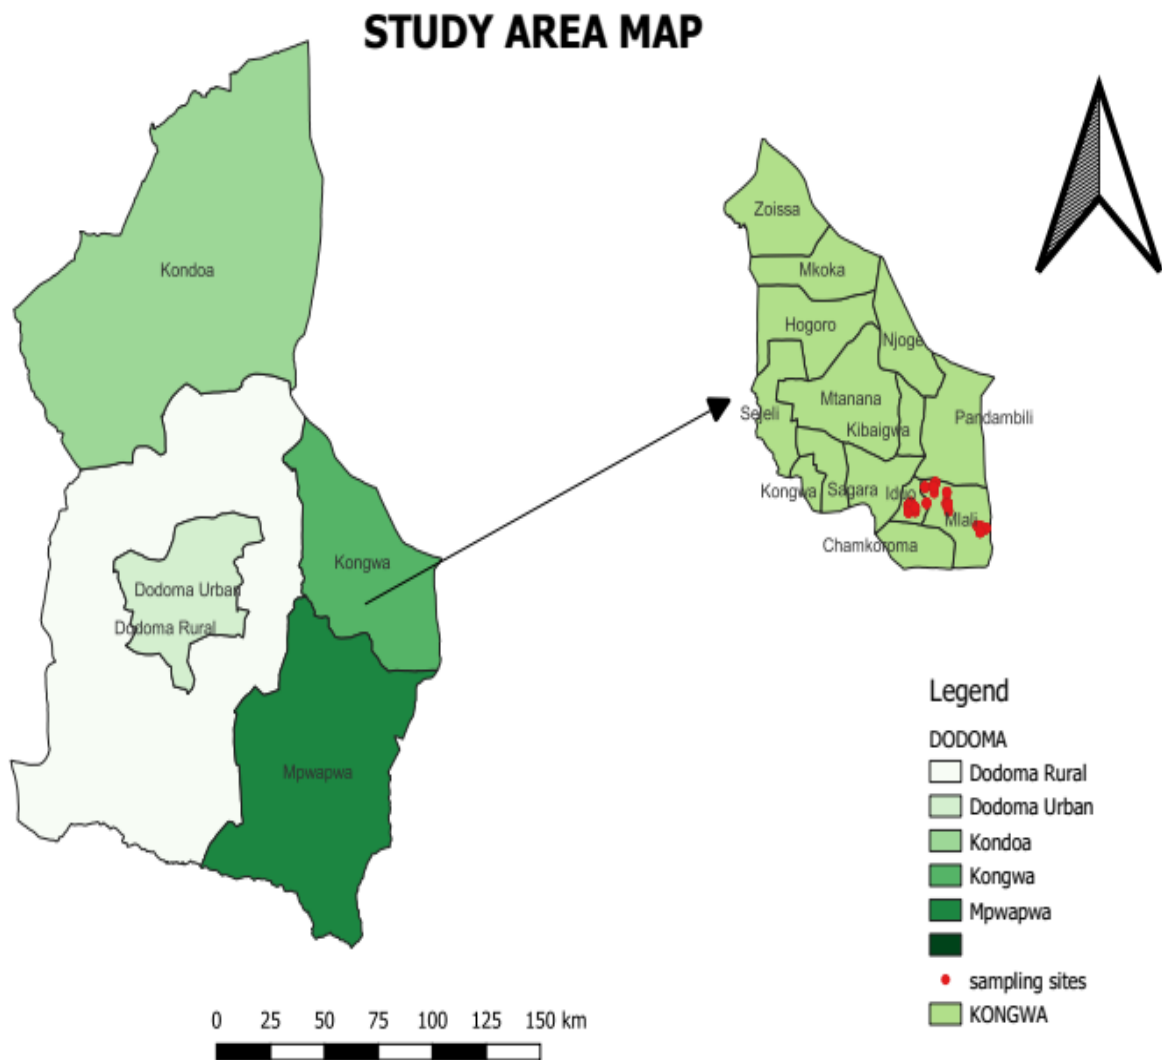 STUDY AREA MAP
Kondoa
Dodoma Urban
Dodoma Rural
Kongwa
Mpwapwa
Zoissa
Mkoka
Hogoro
Njoge
Sejeli
Mtanana
Kibaigwa
Pandambili
Kongwa
Sagara
Iduo
Mlali
Chamkoroma
Legend
DODOMA
Dodoma Rural
Dodoma Urban
Kondoa
Kongwa
Mpwapwa
sampling sites
KONGWA
0 25 50 75 100 125 150 km